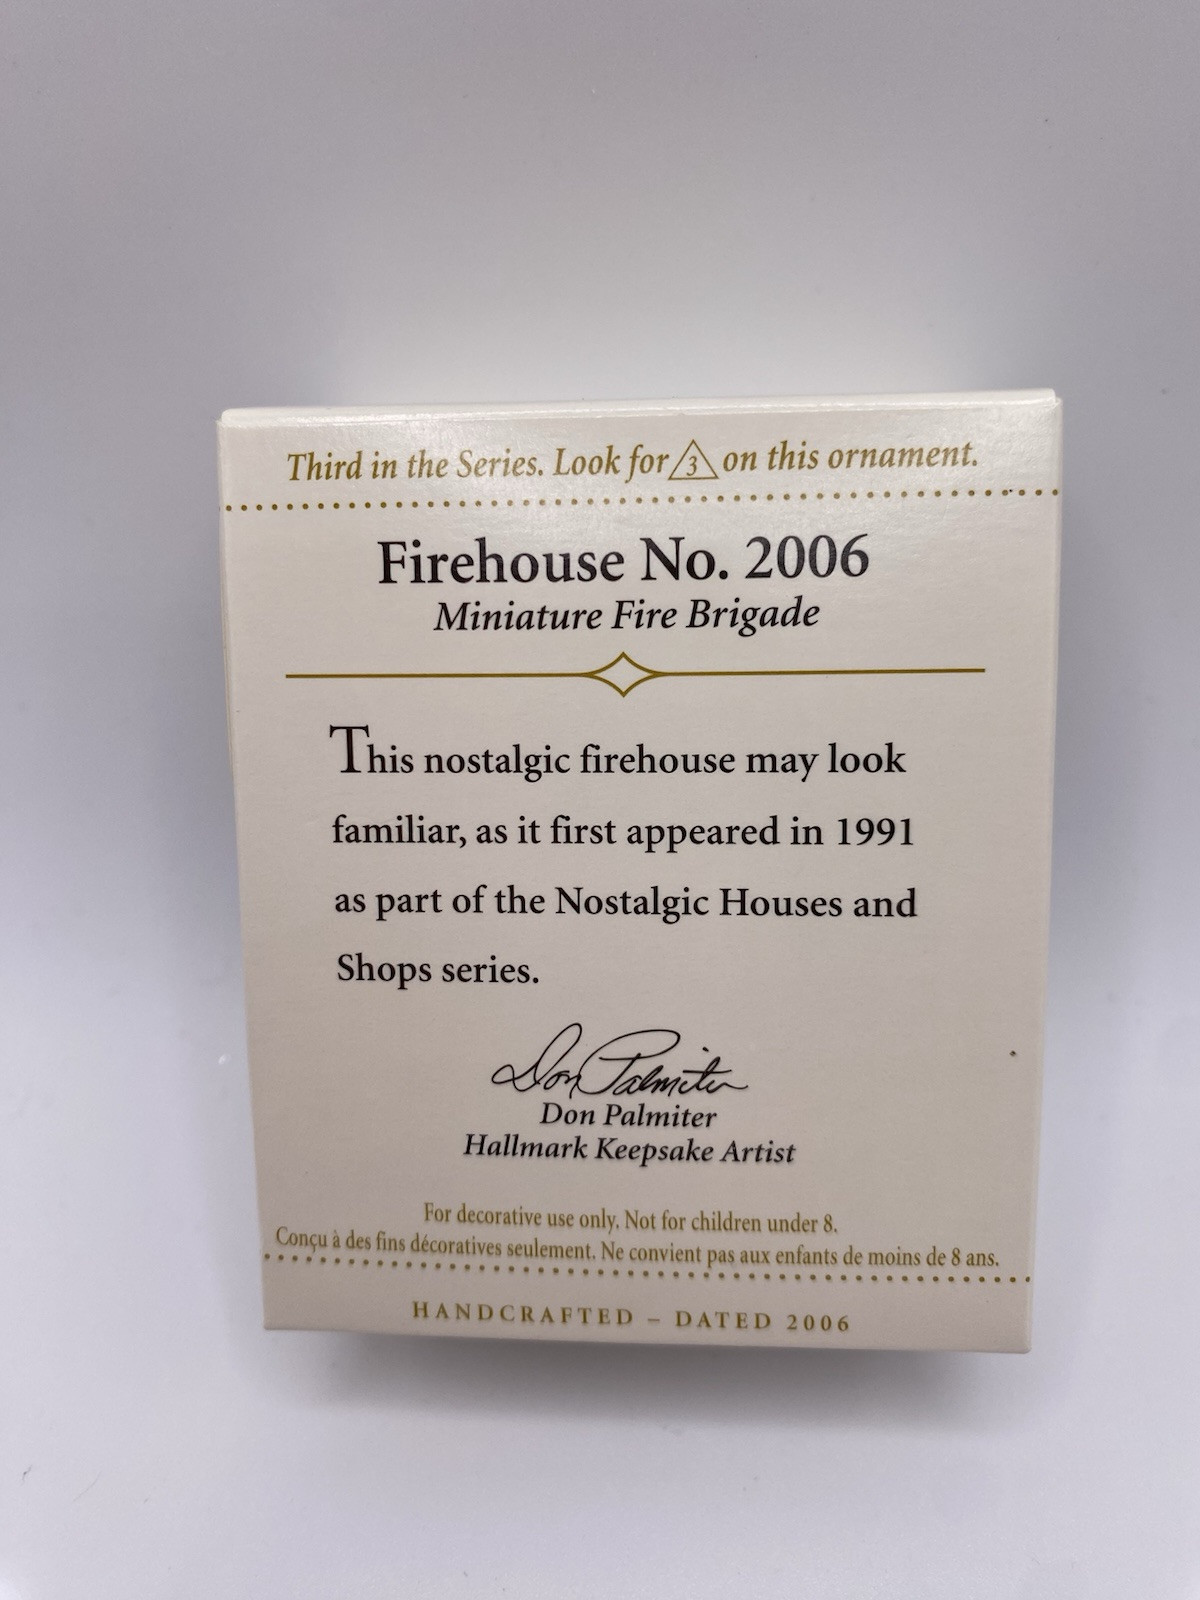 Third in the Series. Look for 3 on this ornament.
Firehouse No. 2006
Miniature Fire Brigade
This nostalgic firehouse may look
familiar, as it first appeared in 1991
as part of the Nostalgic Houses and
Shops series.
Don Palmiter
Don Palmiter
Hallmark Keepsake Artist
For decorative use only. Not for children under 8.
Conçu à des fins décoratives seulement. Ne convient pas aux enfants de moins de 8 ans.
HANDCRAFTED – DATED 2006